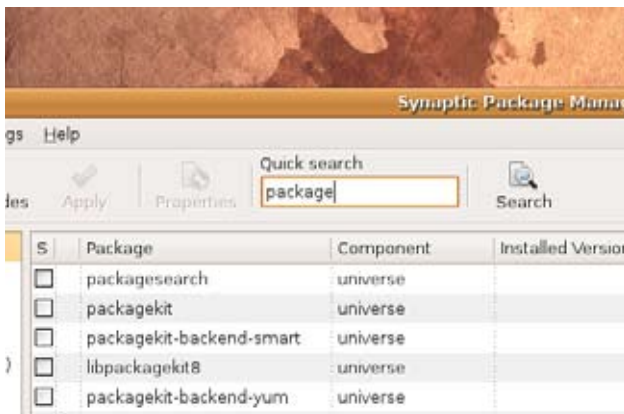 Synaptic Package Mana
gs Help
des Apply Properties Quick search package Search
S Package Component Installed Version
packagesearch universe
packagekit universe
packagekit-backend-smart universe
)
libpackagekit8 universe
packagekit-backend-yum universe